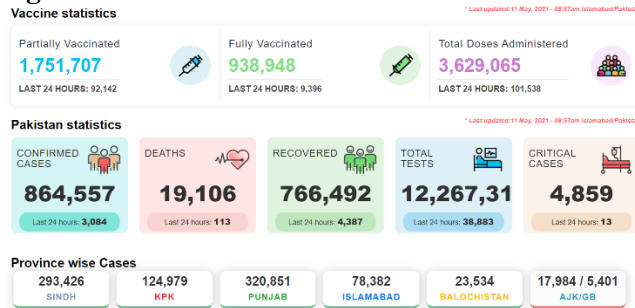 Vaccine statistics
* Last updated:11 May, 2021 - 08:57am Islamabad/Pakista
Partially Vaccinated
1,751,707
LAST 24 HOURS: 92,142
Fully Vaccinated
938,948
LAST 24 HOURS: 9,396
Total Doses Administered
3,629,065
LAST 24 HOURS: 101,538
Pakistan statistics
* Last updated:11 May, 2021 - 08:57am Islamabad/Pakista
CONFIRMED
CASES
864,557
Last 24 hours: 3,084
DEATHS
19,106
Last 24 hours: 113
RECOVERED
766,492
Last 24 hours: 4,387
TOTAL
TESTS
12,267,31
Last 24 hours: 38,883
CRITICAL
CASES
4,859
Last 24 hours: 13
Province wise Cases
293,426
SINDH
124,979
KPK
320,851
PUNJAB
78,382
ISLAMABAD
23,534
BALOCHISTAN
17,984 / 5,401
AJK/GB